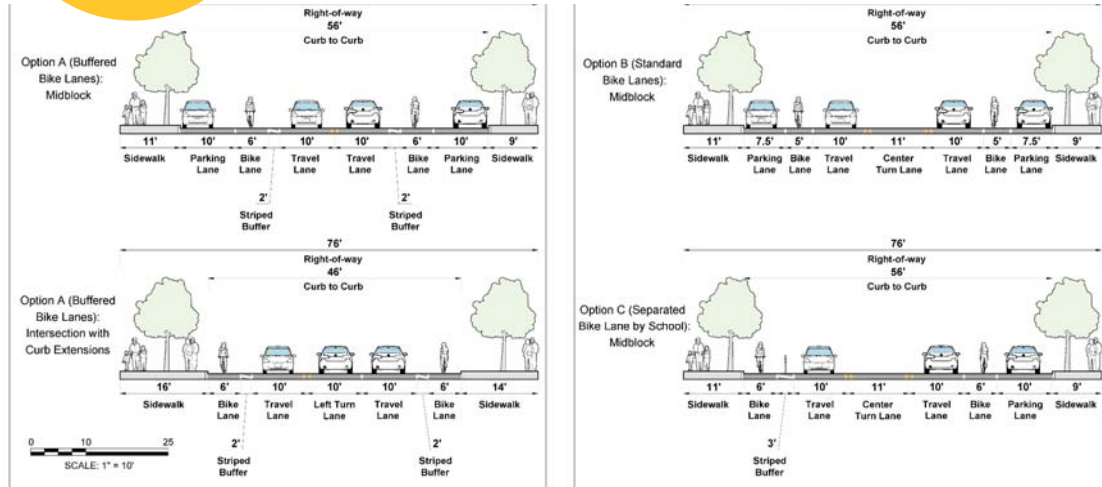 Right-of-way
56'
Curb to Curb
Option A (Buffered
Bike Lanes):
Midblock
11' 10' 6' 10' 10' 6' 10' 9'
Sidewalk Parking Lane Bike Lane Travel Lane Travel Lane Bike Lane Parking Lane Sidewalk
2' 2'
Striped Buffer Striped Buffer
76'
Right-of-way
46'
Curb to Curb
Option A (Buffered
Bike Lanes):
Intersection with
Curb Extensions
16' 6' 10' 10' 10' 6' 14'
Sidewalk Bike Lane Travel Lane Left Turn Lane Travel Lane Bike Lane Sidewalk
2' 2'
Striped Buffer Striped Buffer
0 10 25
SCALE: 1" = 10'
Right-of-way
56'
Curb to Curb
Option B (Standard
Bike Lanes):
Midblock
11' 7.5' 5' 10' 11' 10' 5' 7.5' 9'
Sidewalk Parking Lane Bike Lane Travel Lane Center Turn Lane Travel Lane Bike Lane Parking Lane Sidewalk
76'
Right-of-way
56'
Curb to Curb
Option C (Separated
Bike Lane by School):
Midblock
11' 6' 10' 11' 10' 6' 10' 9'
Sidewalk Bike Lane Travel Lane Center Turn Lane Travel Lane Bike Lane Parking Lane Sidewalk
3'
Striped Buffer